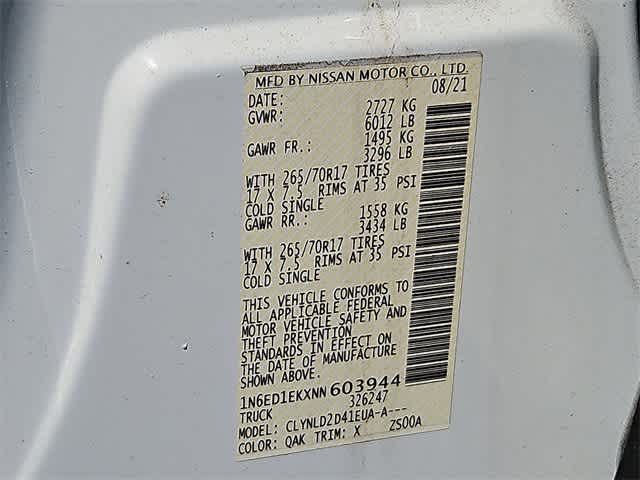 MFD BY NISSAN MOTOR CO., LTD.
DATE: 08/21
GVWR: 2727 KG
6012 LB
GAWR FR.: 1495 KG
3296 LB
WITH 265/70R17 TIRES
17 X 7.5 RIMS AT 35 PSI
COLD SINGLE
GAWR RR.: 1558 KG
3434 LB
WITH 265/70R17 TIRES
17 X 7.5 RIMS AT 35 PSI
COLD SINGLE
THIS VEHICLE CONFORMS TO
ALL APPLICABLE FEDERAL
MOTOR VEHICLE SAFETY AND
THEFT PREVENTION
STANDARDS IN EFFECT ON
THE DATE OF MANUFACTURE
SHOWN ABOVE.
1N6ED1EKXNN603944
TRUCK 326247
MODEL: CLYNLD2D41EUA-A---
COLOR: QAK TRIM: X ZS00A